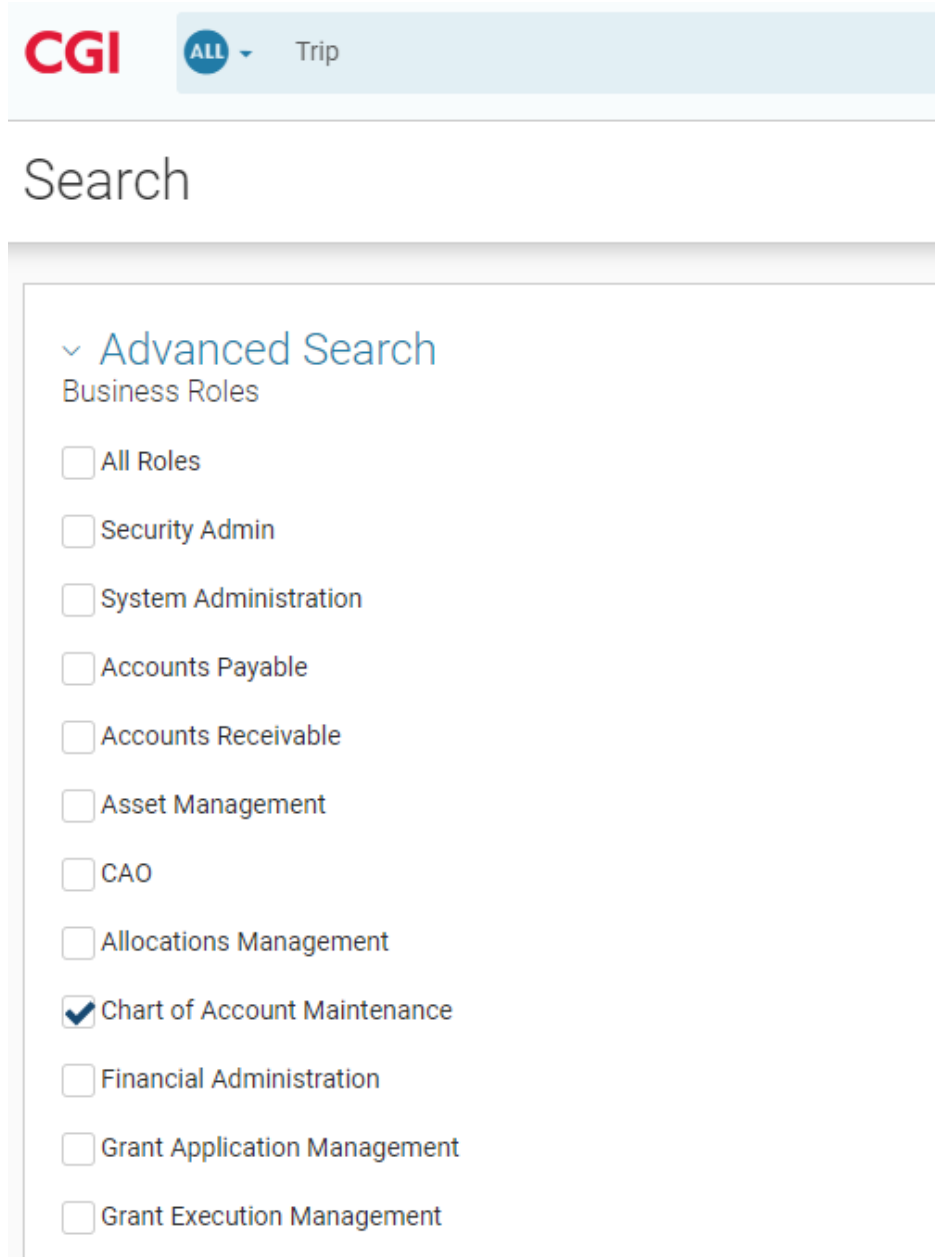 CGI
ALL Trip
Search
Advanced Search
Business Roles
All Roles
Security Admin
System Administration
Accounts Payable
Accounts Receivable
Asset Management
CAO
Allocations Management
Chart of Account Maintenance
Financial Administration
Grant Application Management
Grant Execution Management